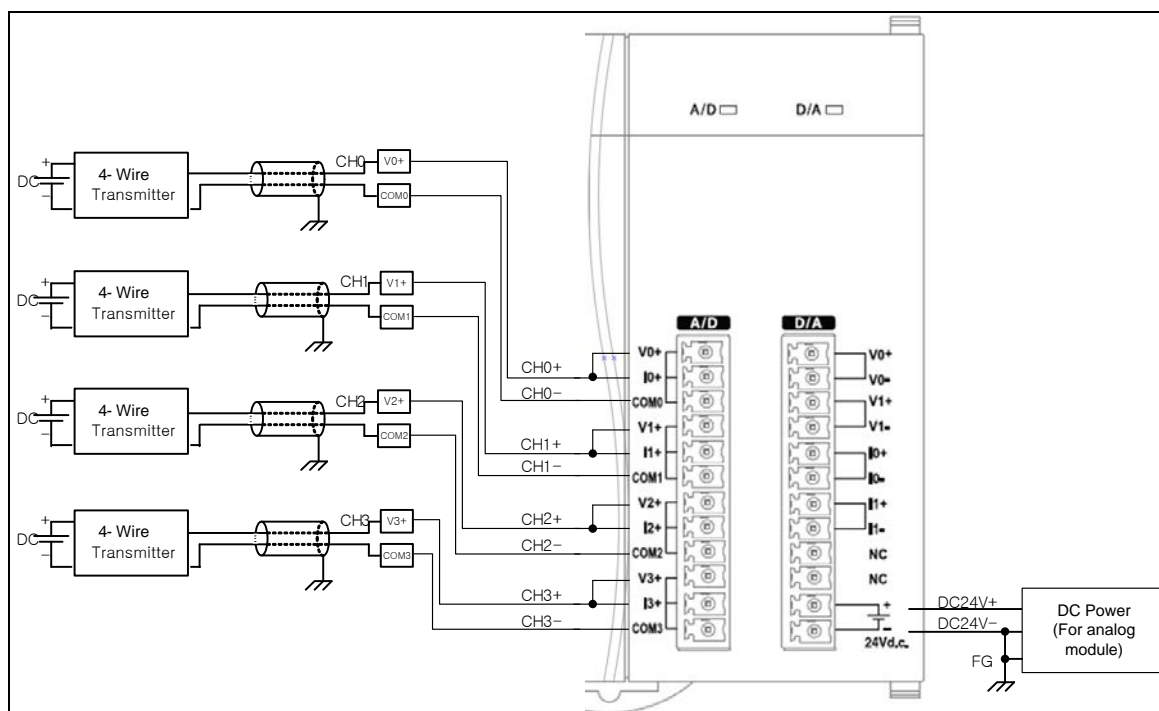 A/D D/A
DC + − 4- Wire Transmitter CH0 V0+ COM0
DC + − 4- Wire Transmitter CH1 V1+ COM1
DC + − 4- Wire Transmitter CH2 V2+ COM2
DC + − 4- Wire Transmitter CH3 V3+ COM3
CH0+
CH0-
CH1+
CH1-
CH2+
CH2-
CH3+
CH3-
A/D
V0+
I0+
COM0
V1+
I1+
COM1
V2+
I2+
COM2
V3+
I3+
COM3
D/A
V0+
V0-
V1+
V1-
I0+
I0-
I1+
I1-
NC
NC
+
−
24Vd.c.
DC24V+
DC24V-
FG
DC Power
(For analog
module)